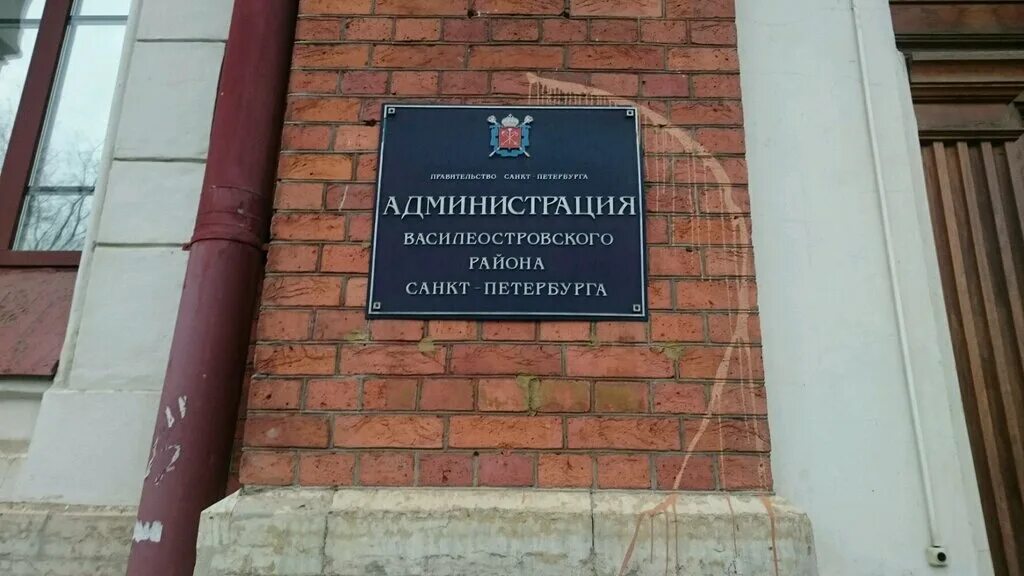 ПРАВИТЕЛЬСТВО САНКТ-ПЕТЕРБУРГА
АДМИНИСТРАЦИЯ
ВАСИЛЕОСТРОВСКОГО
РАЙОНА
САНКТ-ПЕТЕРБУРГА